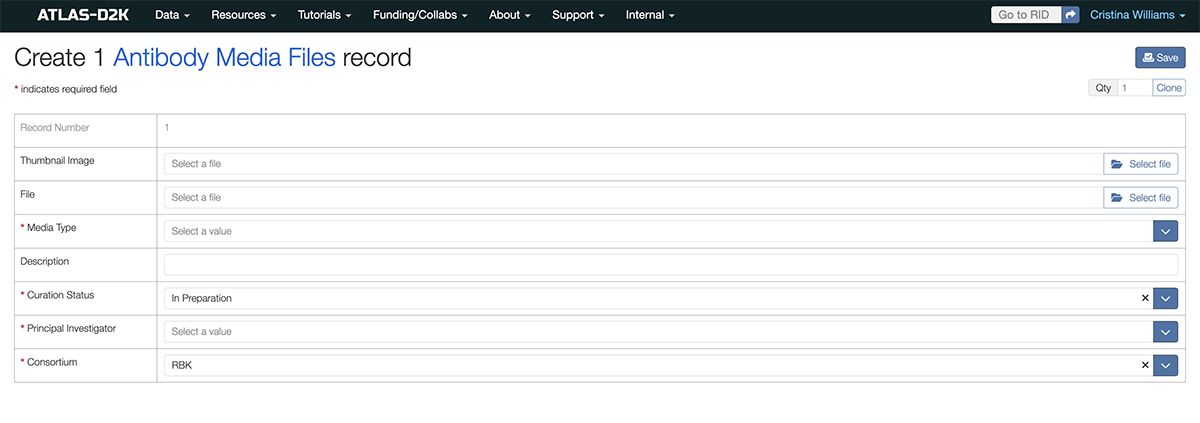 ATLAS-D2K Data Resources Tutorials Funding/Collabs About Support Internal Go to RID Cristina Williams
Create 1 Antibody Media Files record
Save
* indicates required field
Qty 1 Clone
Record Number 1
Thumbnail Image Select a file Select file
File Select a file Select file
* Media Type Select a value
Description
* Curation Status In Preparation ×
* Principal Investigator Select a value
* Consortium RBK ×